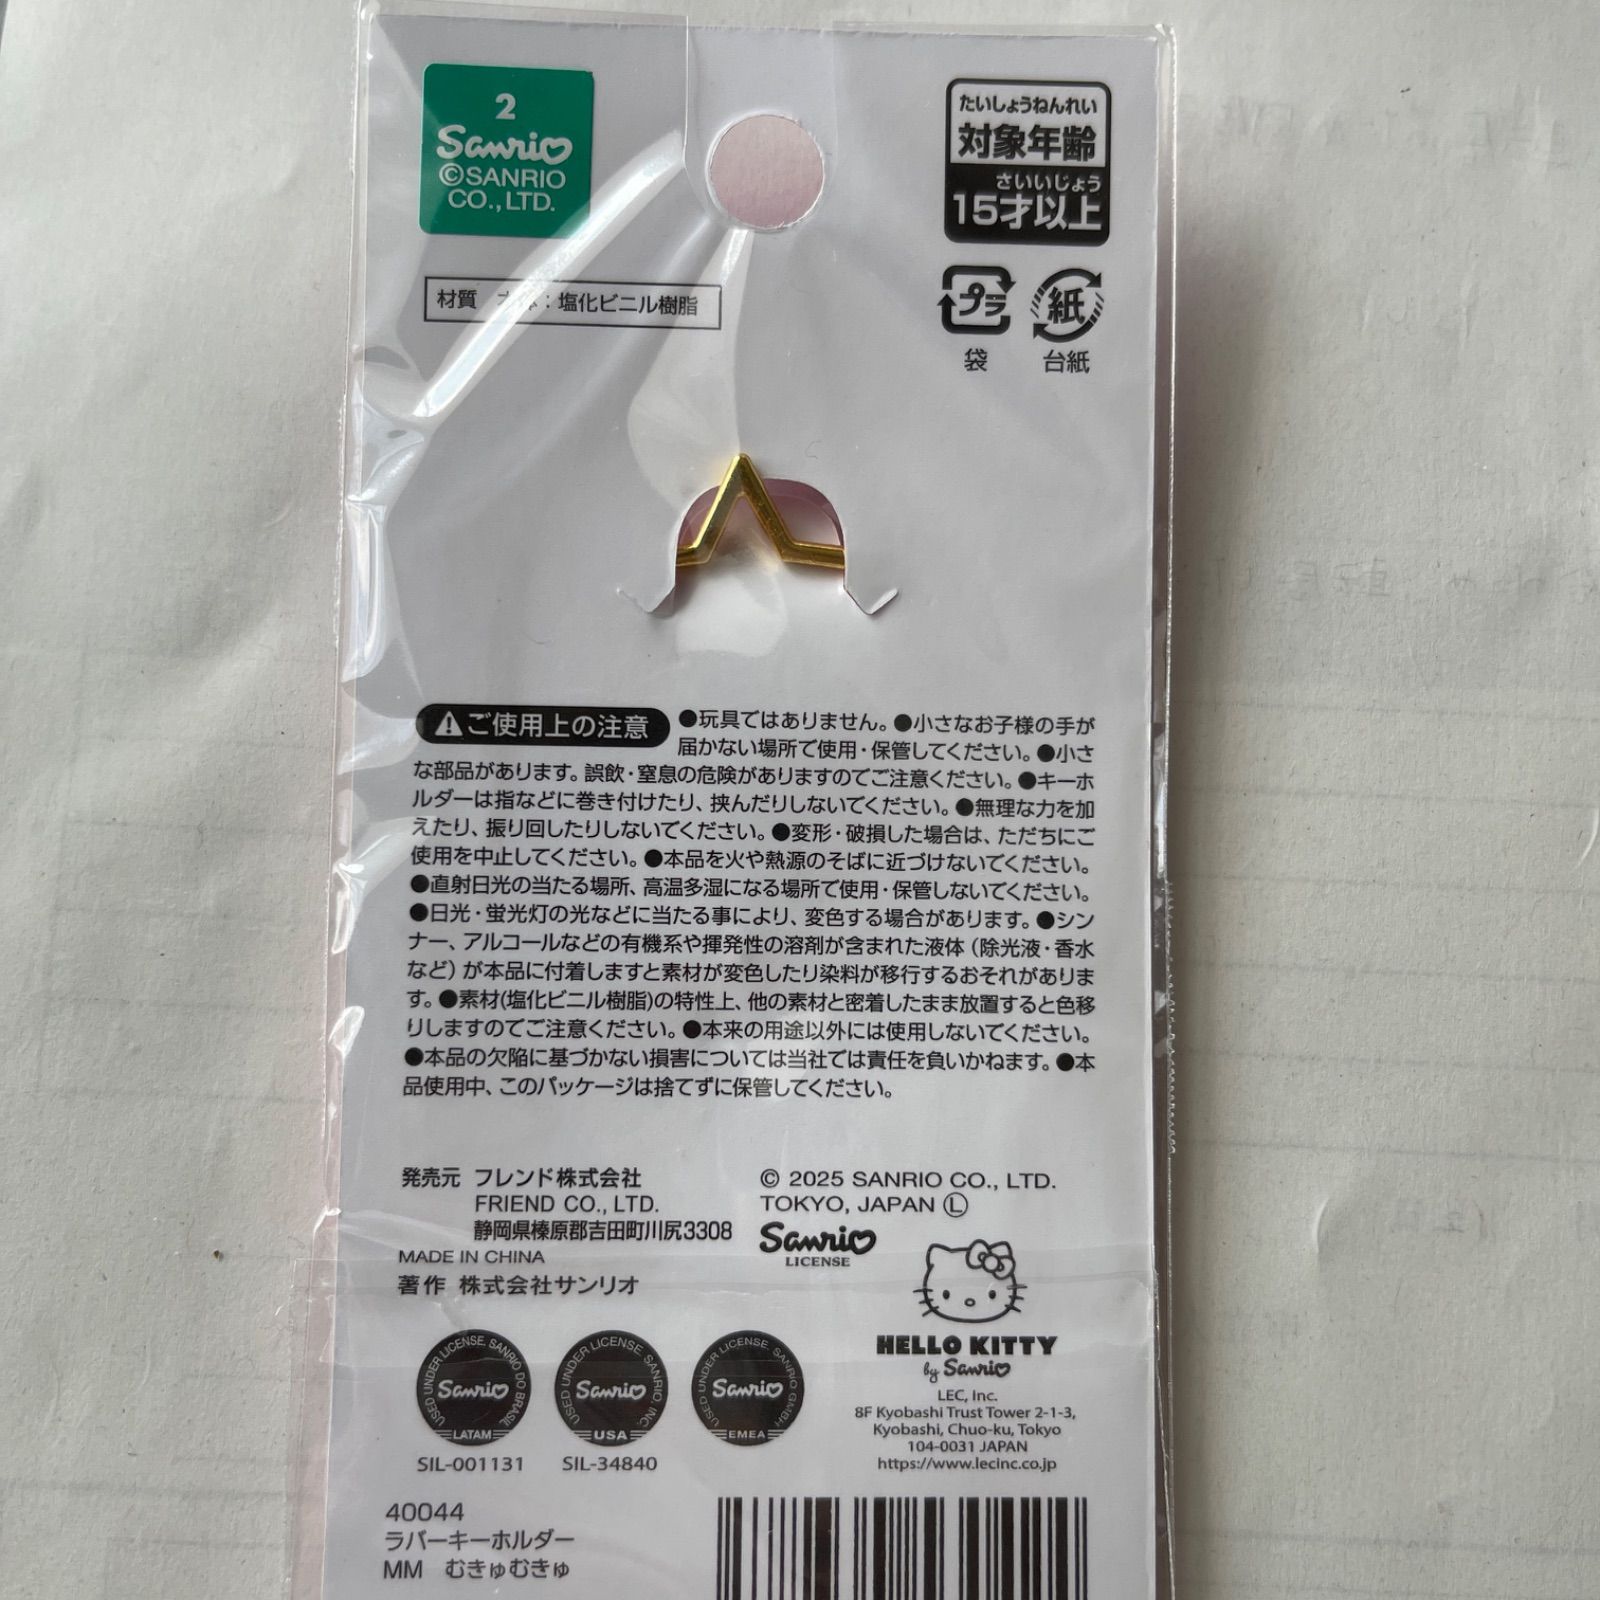 2
Sanrio
©SANRIO
CO.,LTD.
たいしょうねんれい
対象年齢
さいいじょう
15才以上
材質 本体：塩化ビニル樹脂
プラ
紙
袋
台紙
ご使用上の注意 ●玩具ではありません。●小さなお子様の手が
届かない場所で使用・保管してください。●小さ
な部品があります。誤飲・窒息の危険がありますのでご注意ください。●キーホ
ルダーは指などに巻き付けたり、挟んだりしないでください。●無理な力を加
えたり、振り回したりしないでください。●変形・破損した場合は、ただちにご
使用を中止してください。●本品を火や熱源のそばに近づけないでください。
●直射日光の当たる場所、高温多湿になる場所で使用・保管しないでください。
●日光・蛍光灯の光などに当たる事により、変色する場合があります。●シン
ナー、アルコールなどの有機系や揮発性の溶剤が含まれた液体（除光液・香水
など）が本品に付着しますと素材が変色したり染料が移行するおそれがありま
す。●素材(塩化ビニル樹脂)の特性上、他の素材と密着したまま放置すると色移
りしますのでご注意ください。●本来の用途以外には使用しないでください。
●本品の欠陥に基づかない損害については当社では責任を負いかねます。●本
品使用中、このパッケージは捨てずに保管してください。
発売元 フレンド株式会社
FRIEND CO., LTD.
静岡県榛原郡吉田町川尻3308
MADE IN CHINA
著作 株式会社サンリオ
© 2025 SANRIO CO., LTD.
TOKYO, JAPAN Ⓛ
Sanrio
LICENSE
HELLO KITTY
by Sanrio
LEC, Inc.
8F Kyobashi Trust Tower 2-1-3,
Kyobashi, Chuo-ku, Tokyo
104-0031 JAPAN
https://www.lecinc.co.jp
USED UNDER LICENSE. SANRIO DO BRASIL
Sanrio
LATAM
SIL-001131
USED UNDER LICENSE. SANRIO, INC.
Sanrio
USA
SIL-34840
USED UNDER LICENSE. SANRIO GMBH
Sanrio
EMEA
40044
ラバーキーホルダー
MM むきゅむきゅ